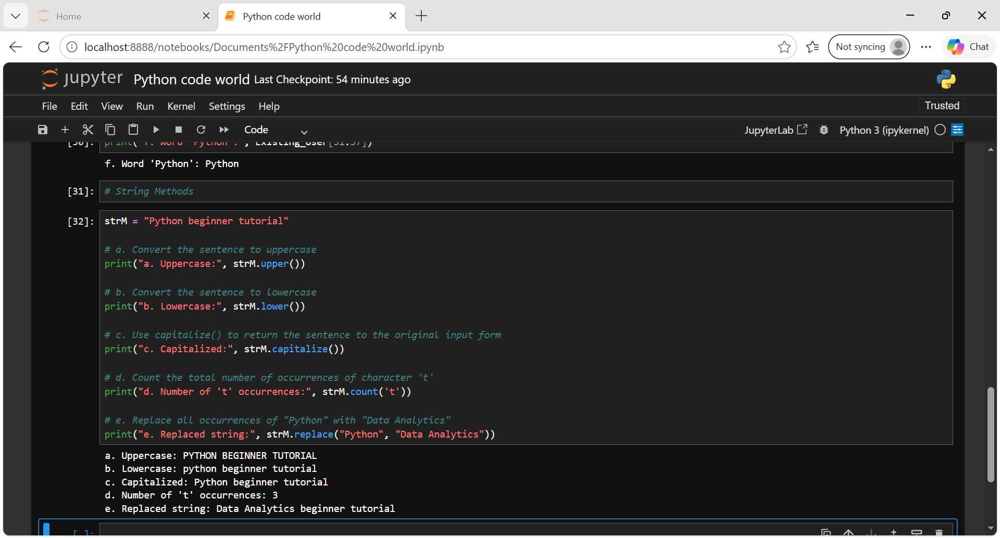 Home
Python code world
localhost:8888/notebooks/Documents%2FPython%20code%20world.ipynb
Not syncing
Chat
jupyter Python code world Last Checkpoint: 54 minutes ago
File Edit View Run Kernel Settings Help
Trusted
Code
JupyterLab
Python 3 (ipykernel)
[30]: print("f. Word 'Python':", Existing_User[31:37])
f. Word 'Python': Python
[31]: # String Methods
[32]: strM = "Python beginner tutorial"
# a. Convert the sentence to uppercase
print("a. Uppercase:", strM.upper())
# b. Convert the sentence to lowercase
print("b. Lowercase:", strM.lower())
# c. Use capitalize() to return the sentence to the original input form
print("c. Capitalized:", strM.capitalize())
# d. Count the total number of occurrences of character 't'
print("d. Number of 't' occurrences:", strM.count('t'))
# e. Replace all occurrences of "Python" with "Data Analytics"
print("e. Replaced string:", strM.replace("Python", "Data Analytics"))
a. Uppercase: PYTHON BEGINNER TUTORIAL
b. Lowercase: python beginner tutorial
c. Capitalized: Python beginner tutorial
d. Number of 't' occurrences: 3
e. Replaced string: Data Analytics beginner tutorial
[ ]: